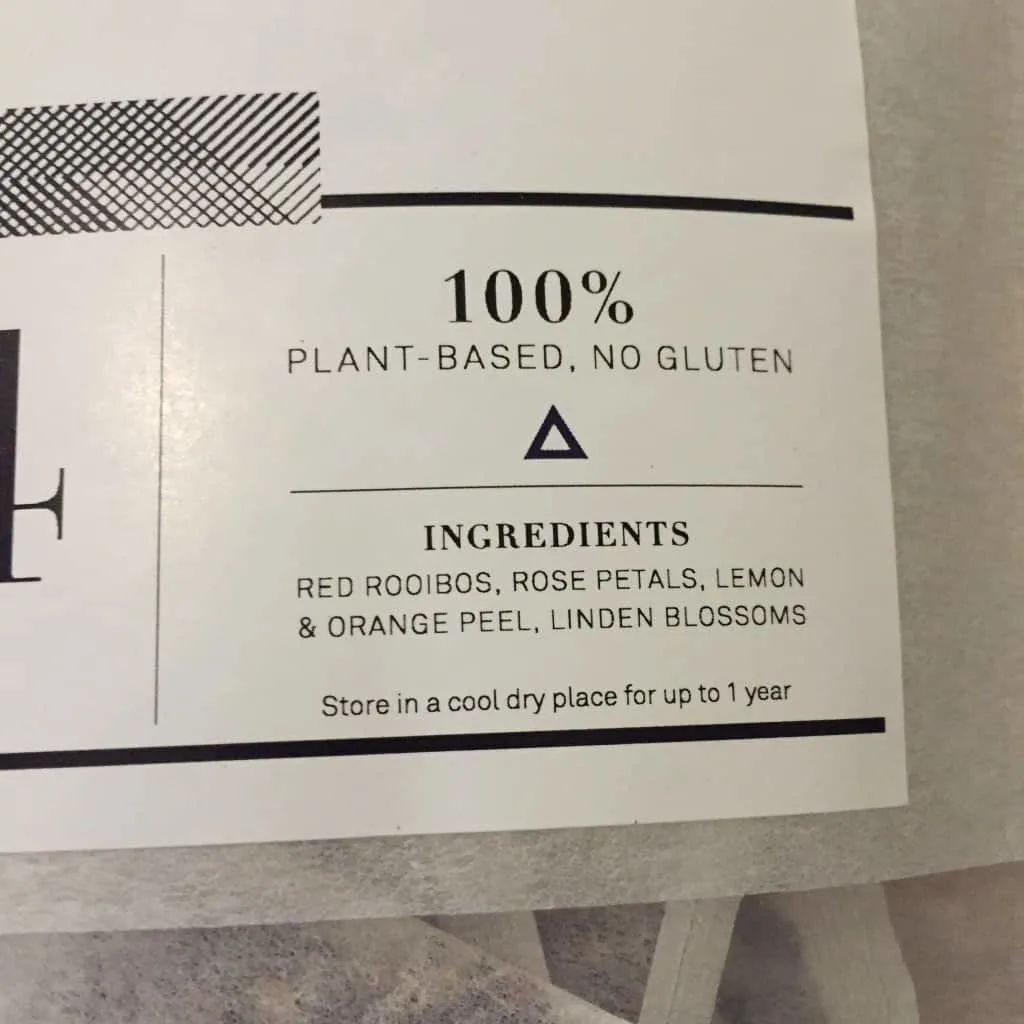 100%
PLANT-BASED, NO GLUTEN
INGREDIENTS
RED ROOIBOS, ROSE PETALS, LEMON
& ORANGE PEEL, LINDEN BLOSSOMS
Store in a cool dry place for up to 1 year